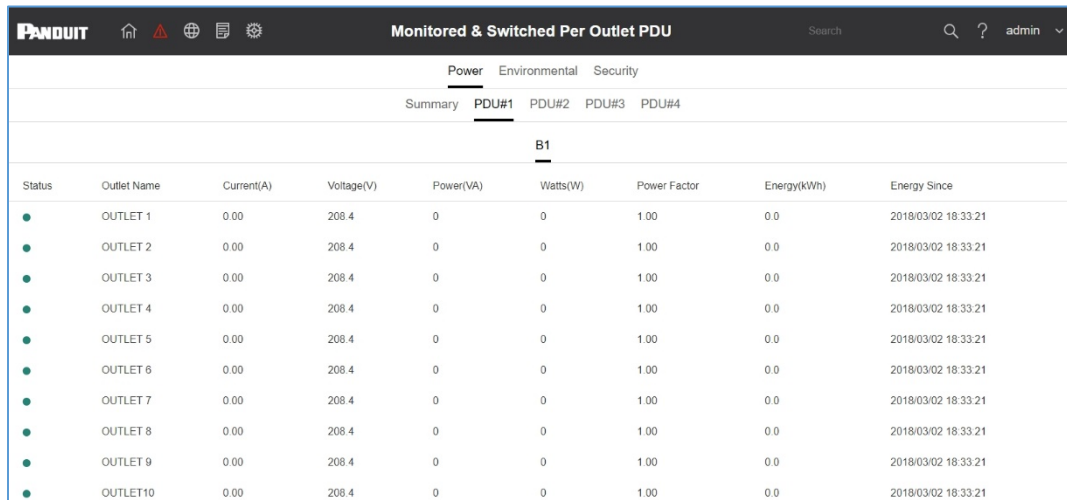 PANDUIT Monitored & Switched Per Outlet PDU Search ? admin
Power Environmental Security
Summary PDU#1 PDU#2 PDU#3 PDU#4
B1
Status Outlet Name Current(A) Voltage(V) Power(VA) Watts(W) Power Factor Energy(kWh) Energy Since
OUTLET 1 0.00 208.4 0 0 1.00 0.0 2018/03/02 18:33:21
OUTLET 2 0.00 208.4 0 0 1.00 0.0 2018/03/02 18:33:21
OUTLET 3 0.00 208.4 0 0 1.00 0.0 2018/03/02 18:33:21
OUTLET 4 0.00 208.4 0 0 1.00 0.0 2018/03/02 18:33:21
OUTLET 5 0.00 208.4 0 0 1.00 0.0 2018/03/02 18:33:21
OUTLET 6 0.00 208.4 0 0 1.00 0.0 2018/03/02 18:33:21
OUTLET 7 0.00 208.4 0 0 1.00 0.0 2018/03/02 18:33:21
OUTLET 8 0.00 208.4 0 0 1.00 0.0 2018/03/02 18:33:21
OUTLET 9 0.00 208.4 0 0 1.00 0.0 2018/03/02 18:33:21
OUTLET10 0.00 208.4 0 0 1.00 0.0 2018/03/02 18:33:21